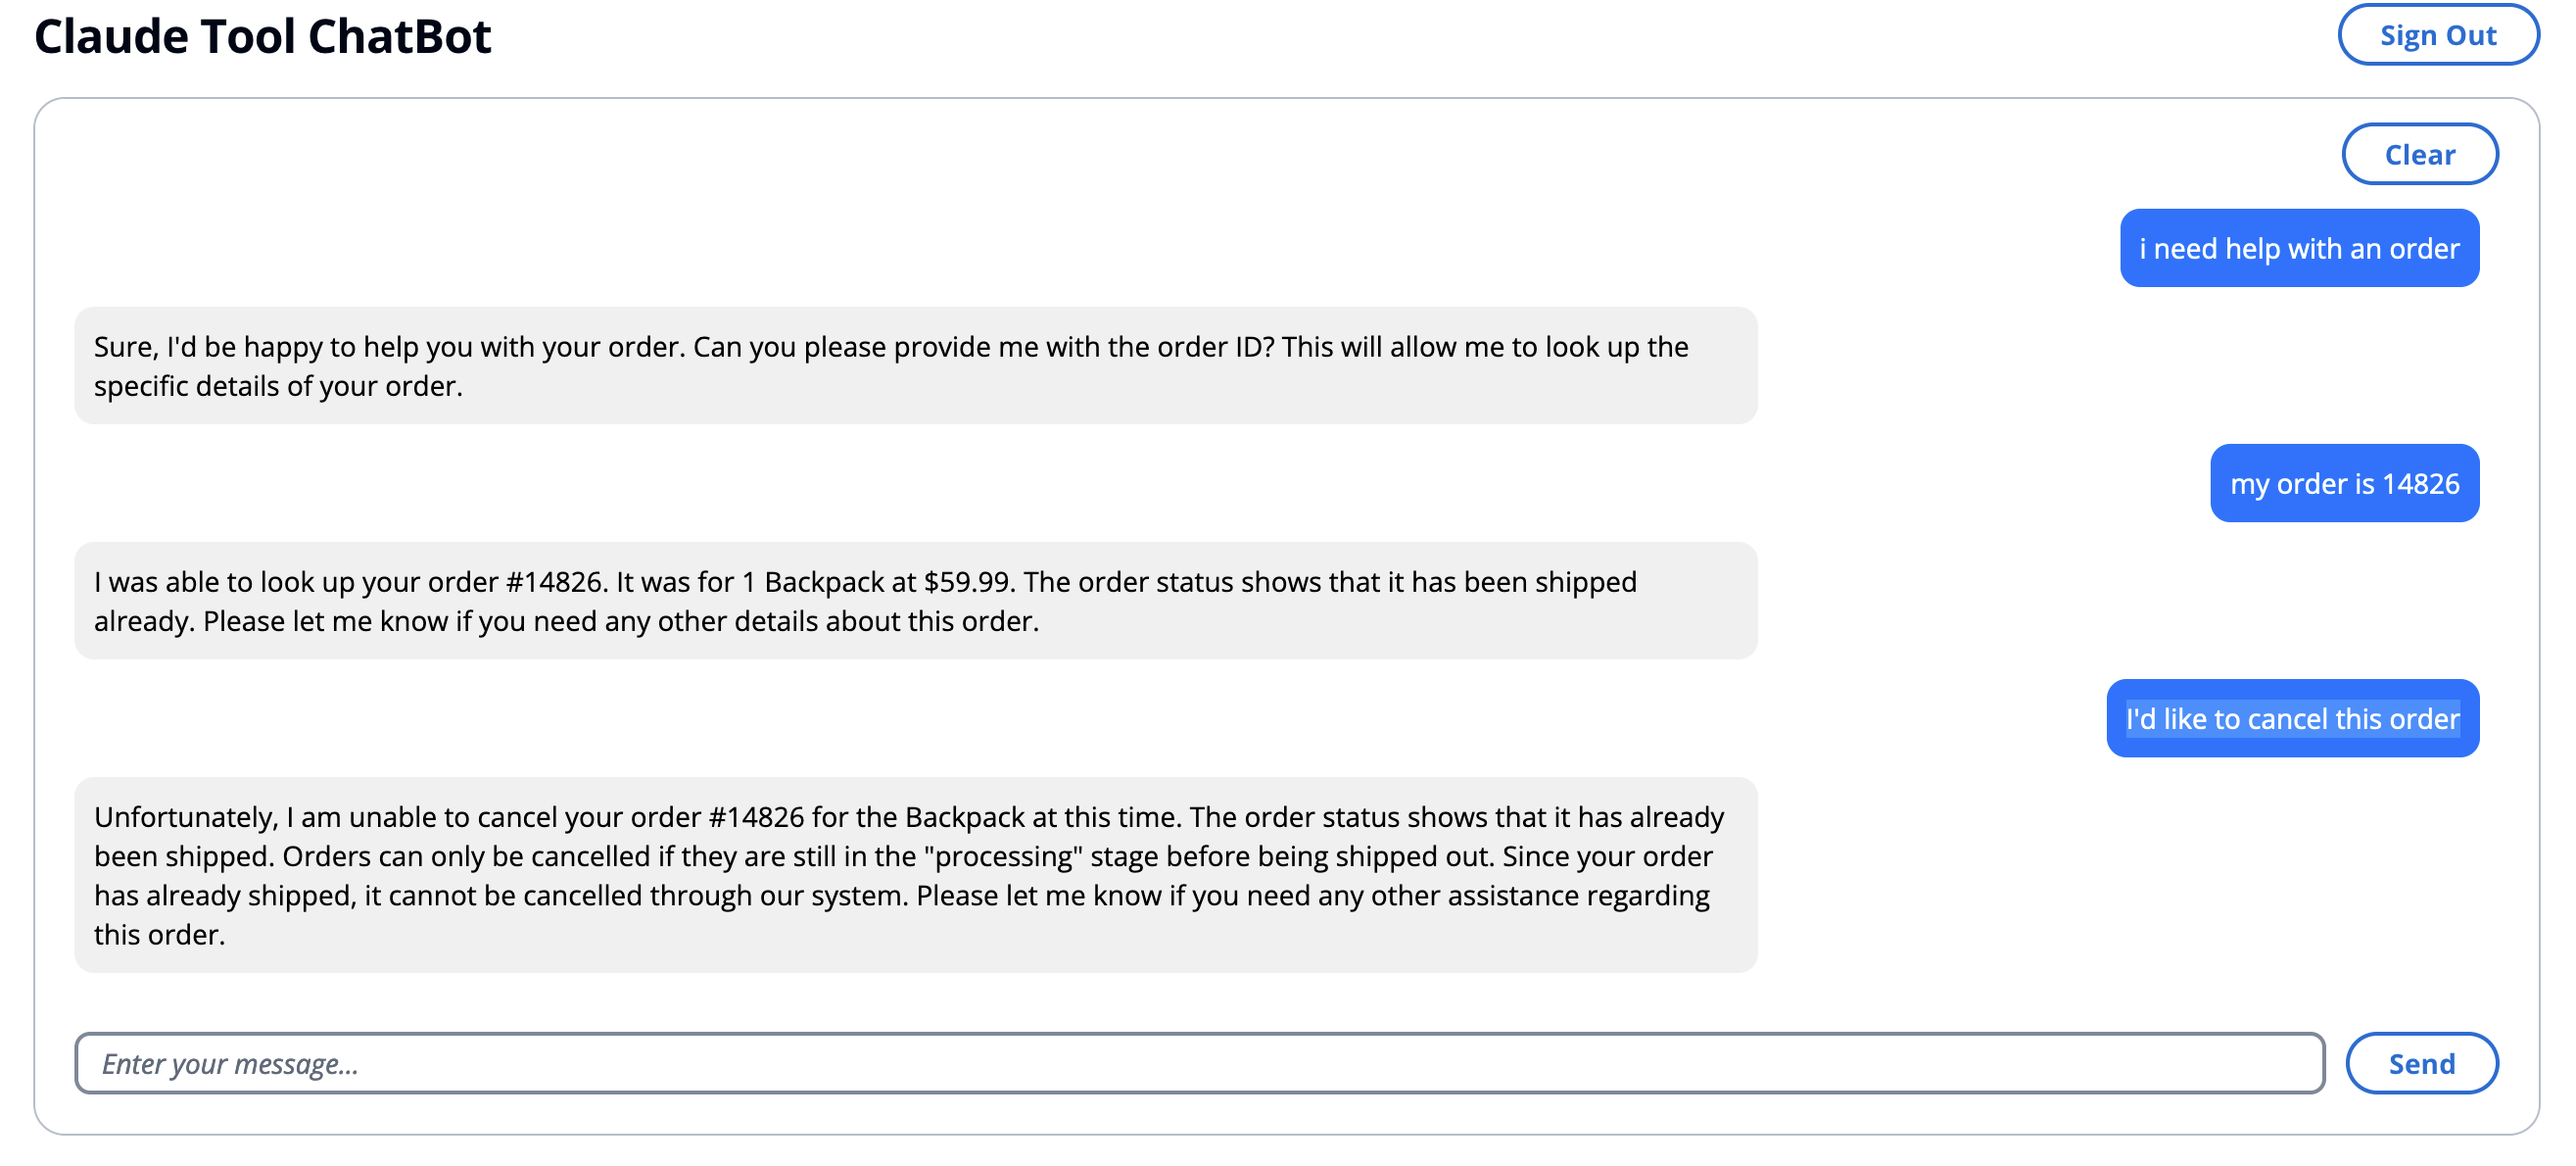 Claude Tool ChatBot
Sign Out
Clear
i need help with an order
Sure, I'd be happy to help you with your order. Can you please provide me with the order ID? This will allow me to look up the
specific details of your order.
my order is 14826
I was able to look up your order #14826. It was for 1 Backpack at $59.99. The order status shows that it has been shipped
already. Please let me know if you need any other details about this order.
I'd like to cancel this order
Unfortunately, I am unable to cancel your order #14826 for the Backpack at this time. The order status shows that it has already
been shipped. Orders can only be cancelled if they are still in the "processing" stage before being shipped out. Since your order
has already shipped, it cannot be cancelled through our system. Please let me know if you need any other assistance regarding
this order.
Enter your message...
Send